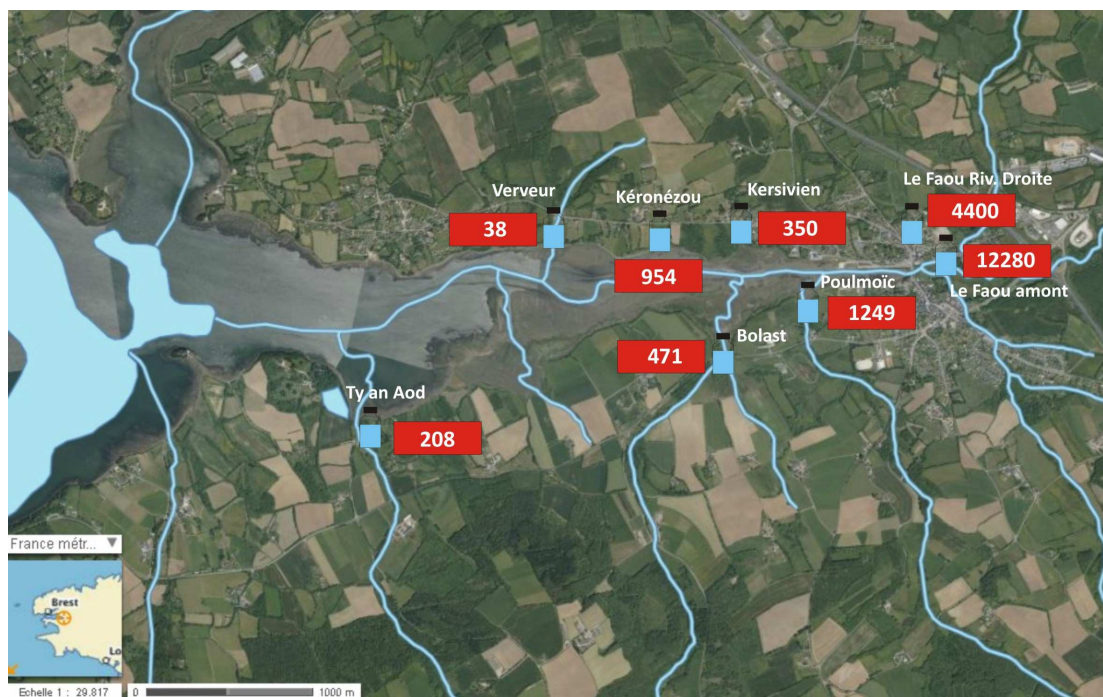 Le Faou Riv. Droite
4400
Verveur
38
Kéronézou
954
Kersivien
350
12280
Le Faou amont
Poulmoïc
1249
Bolast
471
Ty an Aod
208
France métr... ▼
Brest
Lo
Echelle 1 : 29.817
0
1000 m